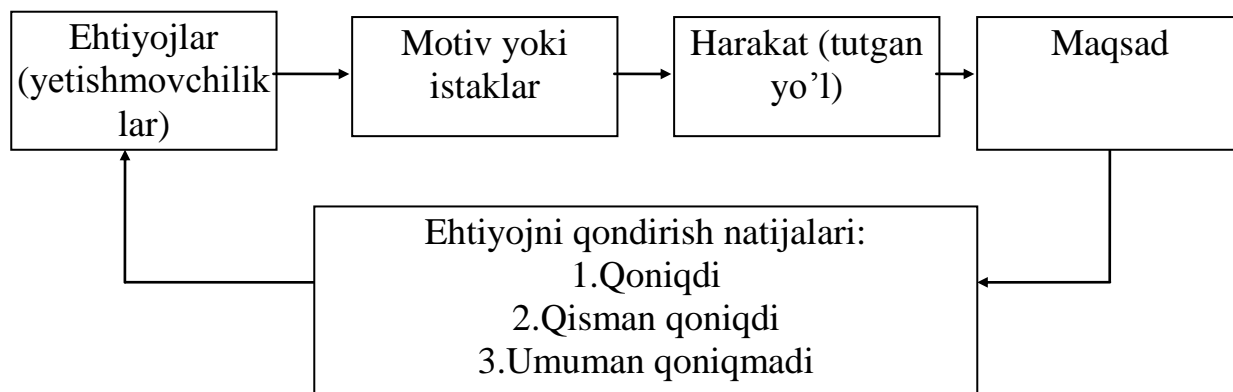 Ehtiyojlar
(yetishmovchilik
lar)
Motiv yoki
istaklar
Harakat (tutgan
yo’l)
Maqsad
Ehtiyojni qondirish natijalari:
1.Qoniqdi
2.Qisman qoniqdi
3.Umuman qoniqmadi